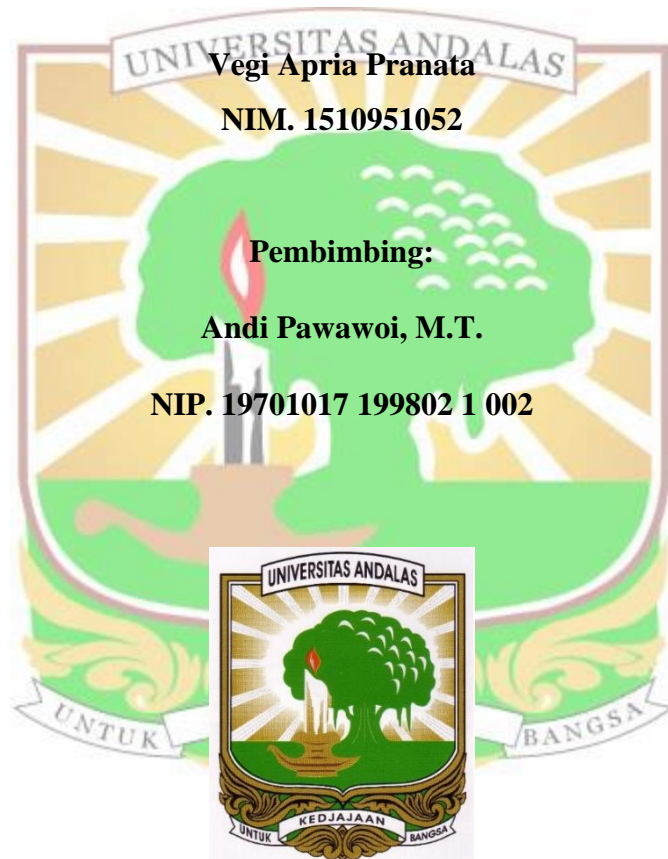 UNIVERSITAS ANDALAS
Vegi Apria Pranata
NIM. 1510951052
Pembimbing:
Andi Pawawoi, M.T.
NIP. 19701017 199802 1 002
UNIVERSITAS ANDALAS
UNTUK KEDJAJAAN BANGSA
UNTUK BANGSA